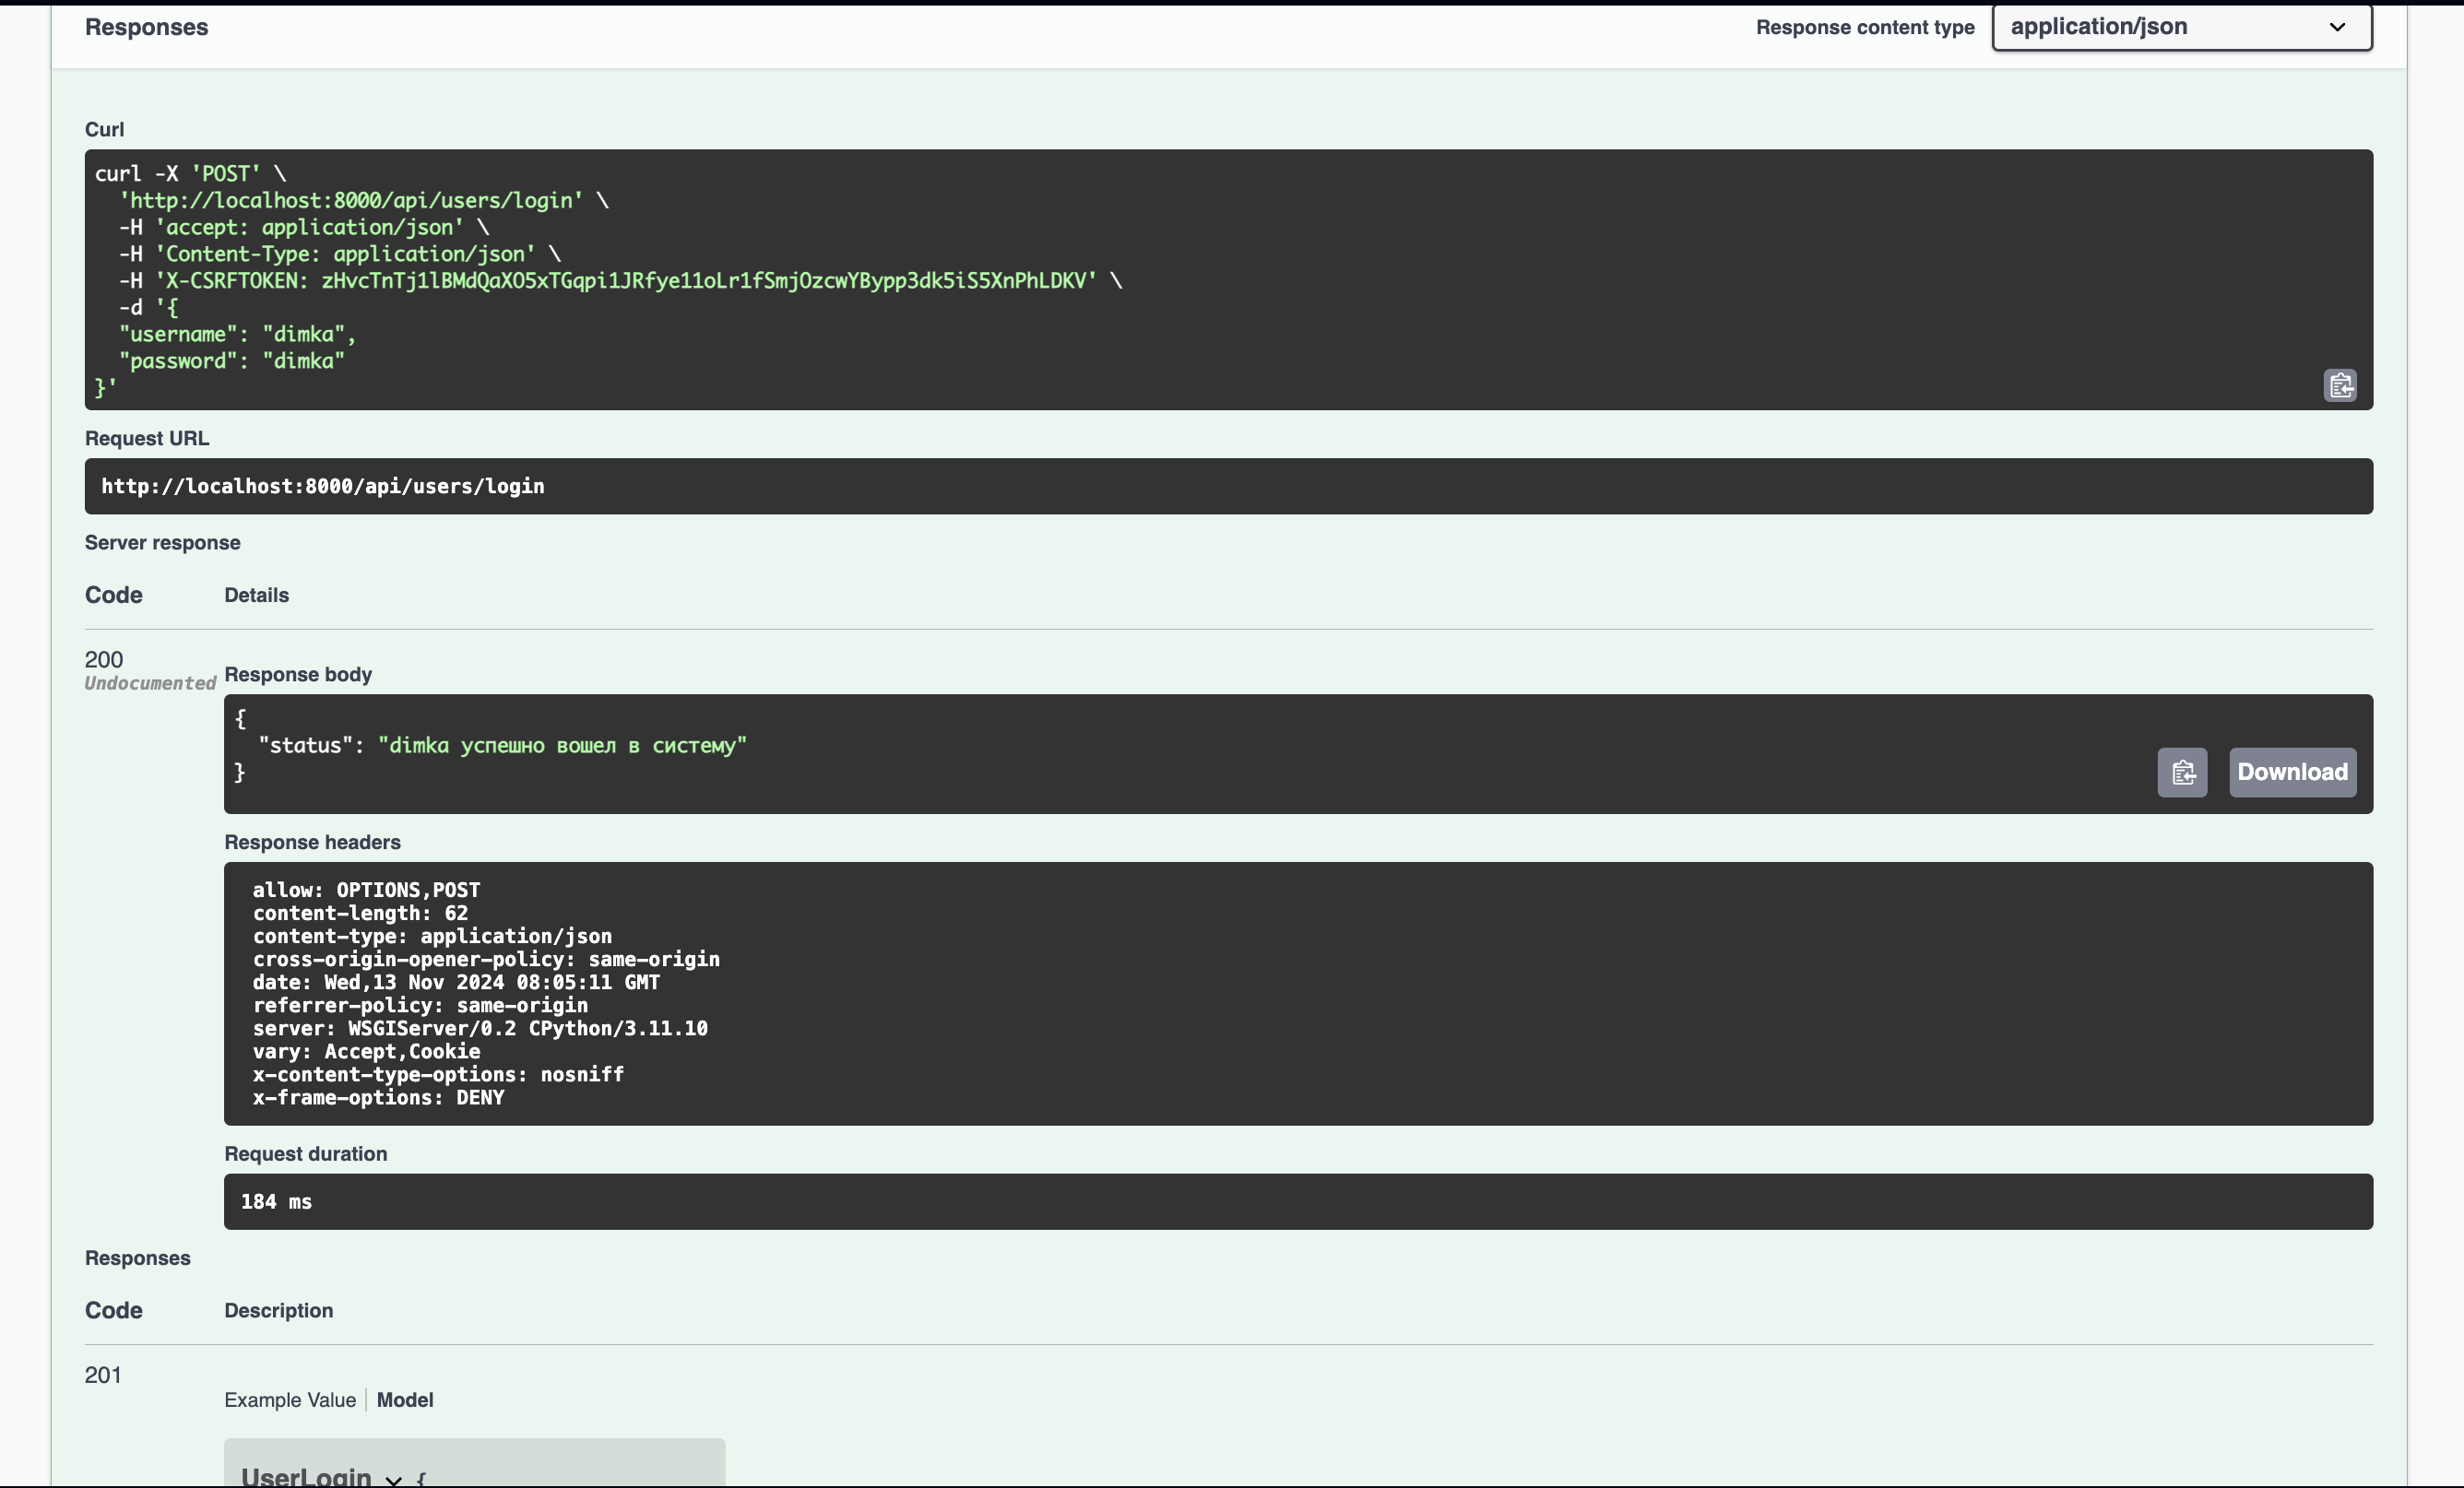 Responses
Response content type
application/json
Curl
curl -X 'POST' \
'http://localhost:8000/api/users/login' \
-H 'accept: application/json' \
-H 'Content-Type: application/json' \
-H 'X-CSRFTOKEN: zHvcTnTj1lBMdQaXO5xTGqpi1JRfye11oLr1fSmjOzcwYBypp3dk5iS5XnPhLDKV' \
-d '{
"username": "dimka",
"password": "dimka"
}'
Request URL
http://localhost:8000/api/users/login
Server response
Code
Details
200
Undocumented
Response body
{
"status": "dimka успешно вошел в систему"
}
Download
Response headers
allow: OPTIONS,POST
content-length: 62
content-type: application/json
cross-origin-opener-policy: same-origin
date: Wed,13 Nov 2024 08:05:11 GMT
referrer-policy: same-origin
server: WSGIServer/0.2 CPython/3.11.10
vary: Accept,Cookie
x-content-type-options: nosniff
x-frame-options: DENY
Request duration
184 ms
Responses
Code
Description
201
Example Value
Model
UserLogin {